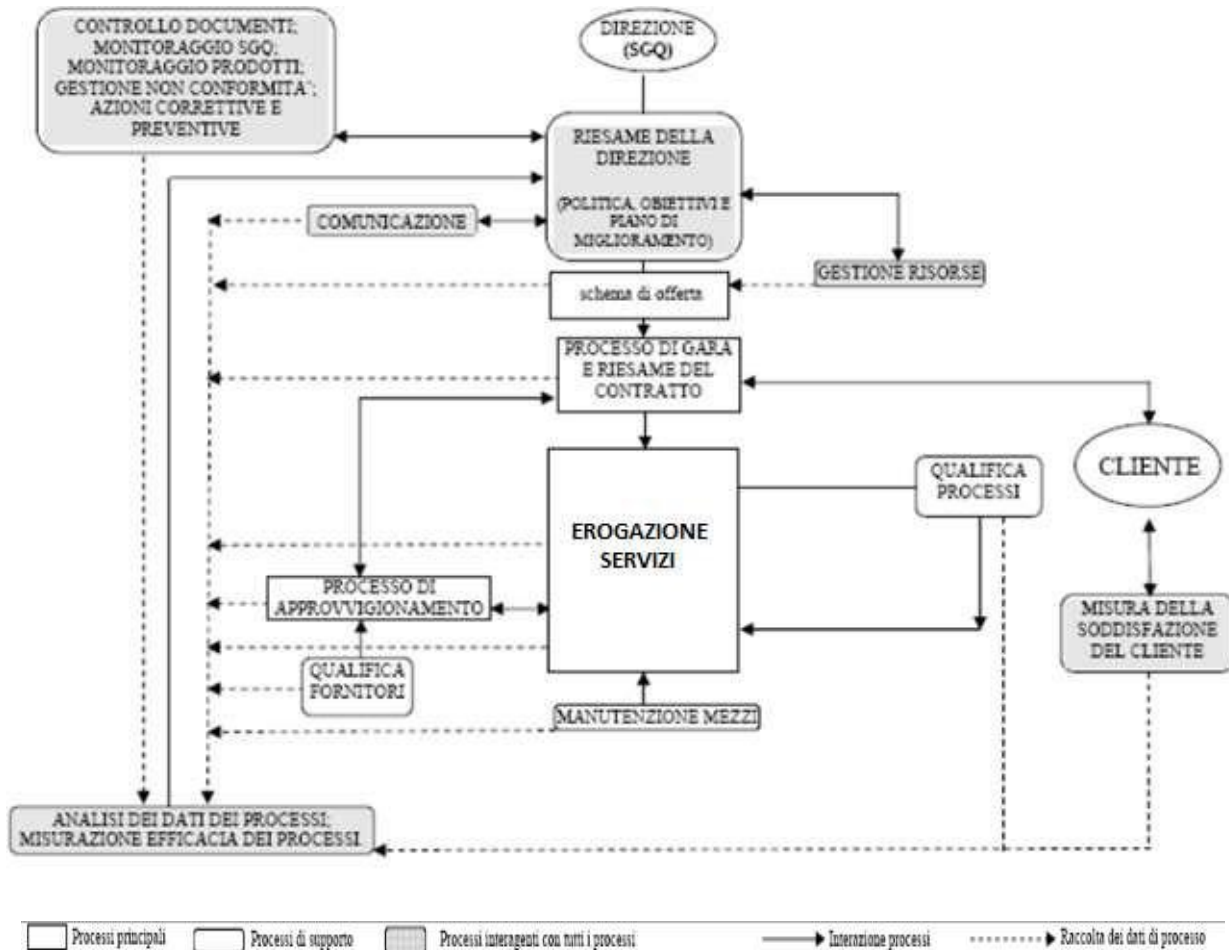 CONTROLLO DOCUMENTI;
MONITORAGGIO SGQ;
MONITORAGGIO PRODOTTI;
GESTIONE NON CONFORMITA';
AZIONI CORRETTIVE E
PREVENTIVE
DIREZIONE
(SGQ)
RIESAME DELLA
DIREZIONE
(POLITICA, OBIETTIVI E
PIANO DI
MIGLIORAMENTO)
COMUNICAZIONE
GESTIONE RISORSE
schema di offerta
PROCESSO DI GARA
E RIESAME DEL
CONTRATTO
CLIENTE
QUALIFICA
PROCESSI
EROGAZIONE
SERVIZI
PROCESSO DI
APPROVVIGIONAMENTO
MISURA DELLA
SODDISFAZIONE
DEL CLIENTE
QUALIFICA
FORNITORI
MANUTENZIONE MEZZI
ANALISI DEI DATI DEI PROCESSI;
MISURAZIONE EFFICACIA DEI PROCESSI
Processi principali
Processi di supporto
Processi interagenti con tutti i processi
Interazione processi
Raccolta dei dati di processo